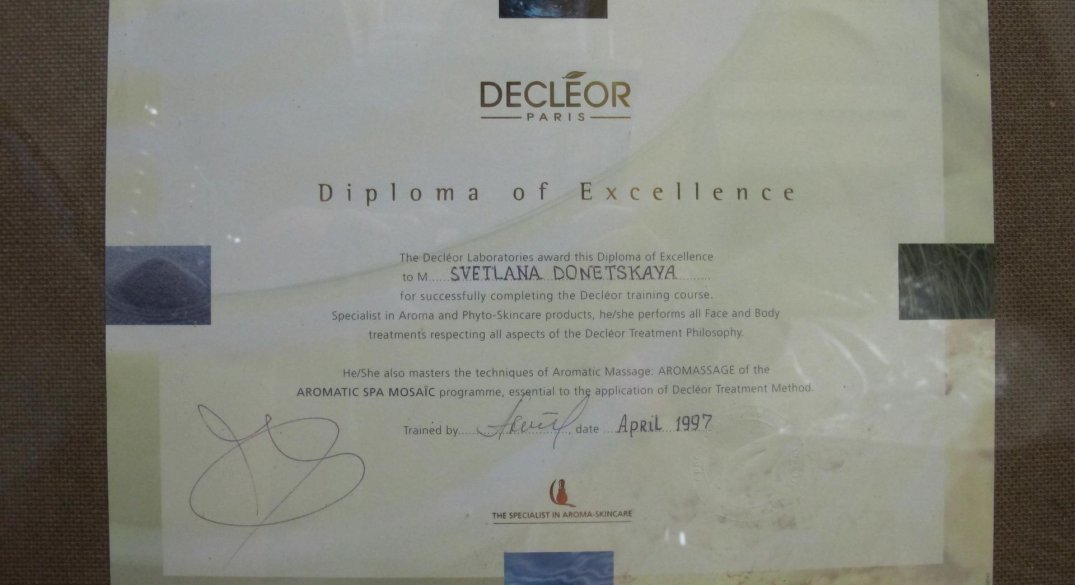 DECLÉOR
PARIS
Diploma of Excellence
The Decléor Laboratories award this Diploma of Excellence
to M..... SVETLANA DONETSKAYA
for successfully completing the Decléor training course.
Specialist in Aroma and Phyto-Skincare products, he/she performs all Face and Body
treatments respecting all aspects of the Decléor Treatment Philosophy.
He/She also masters the techniques of Aromatic Massage: AROMASSAGE of the
AROMATIC SPA MOSAÏC programme, essential to the application of Decléor Treatment Method.
Trained by..... , date .... April 1997
THE SPECIALIST IN AROMA-SKINCARE